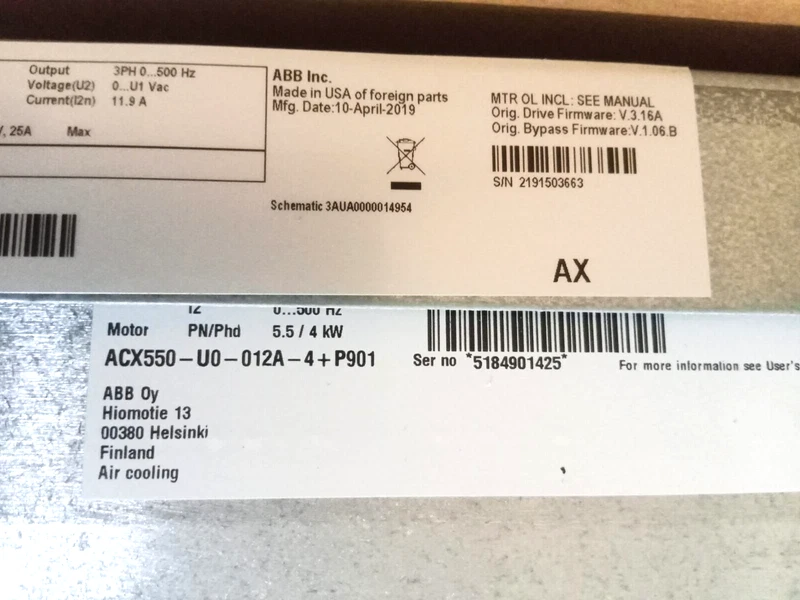 Output 3PH 0...500 Hz
Voltage(U2) 0...U1 Vac
Current(I2n) 11.9 A
25A Max
ABB Inc.
Made in USA of foreign parts
Mfg. Date:10-April-2019
Schematic 3AUA0000014954
MTR OL INCL: SEE MANUAL
Orig. Drive Firmware: V.3.16A
Orig. Bypass Firmware:V.1.06.B
S/N 2191503663
AX
I2 0...500 Hz
Motor PN/Phd 5.5 / 4 kW
ACX550-U0-012A-4+P901
Ser no *5184901425*
For more information see User's
ABB Oy
Hiomotie 13
00380 Helsinki
Finland
Air cooling